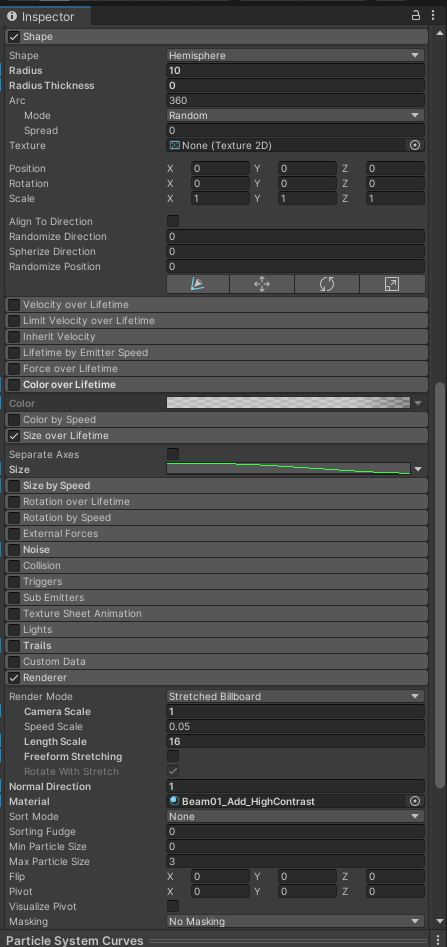 Inspector
Shape
Shape Hemisphere
Radius 10
Radius Thickness 0
Arc 360
Mode Random
Spread 0
Texture None (Texture 2D)
Position X 0 Y 0 Z 0
Rotation X 0 Y 0 Z 0
Scale X 1 Y 1 Z 1
Align To Direction
Randomize Direction 0
Spherize Direction 0
Randomize Position 0
Velocity over Lifetime
Limit Velocity over Lifetime
Inherit Velocity
Lifetime by Emitter Speed
Force over Lifetime
Color over Lifetime
Color
Color by Speed
Size over Lifetime
Separate Axes
Size
Size by Speed
Rotation over Lifetime
Rotation by Speed
External Forces
Noise
Collision
Triggers
Sub Emitters
Texture Sheet Animation
Lights
Trails
Custom Data
Renderer
Render Mode Stretched Billboard
Camera Scale 1
Speed Scale 0.05
Length Scale 16
Freeform Stretching
Rotate With Stretch
Normal Direction 1
Material Beam01_Add_HighContrast
Sort Mode None
Sorting Fudge 0
Min Particle Size 0
Max Particle Size 3
Flip X 0 Y 0 Z 0
Pivot X 0 Y 0 Z 0
Visualize Pivot
Masking No Masking
Particle System Curves